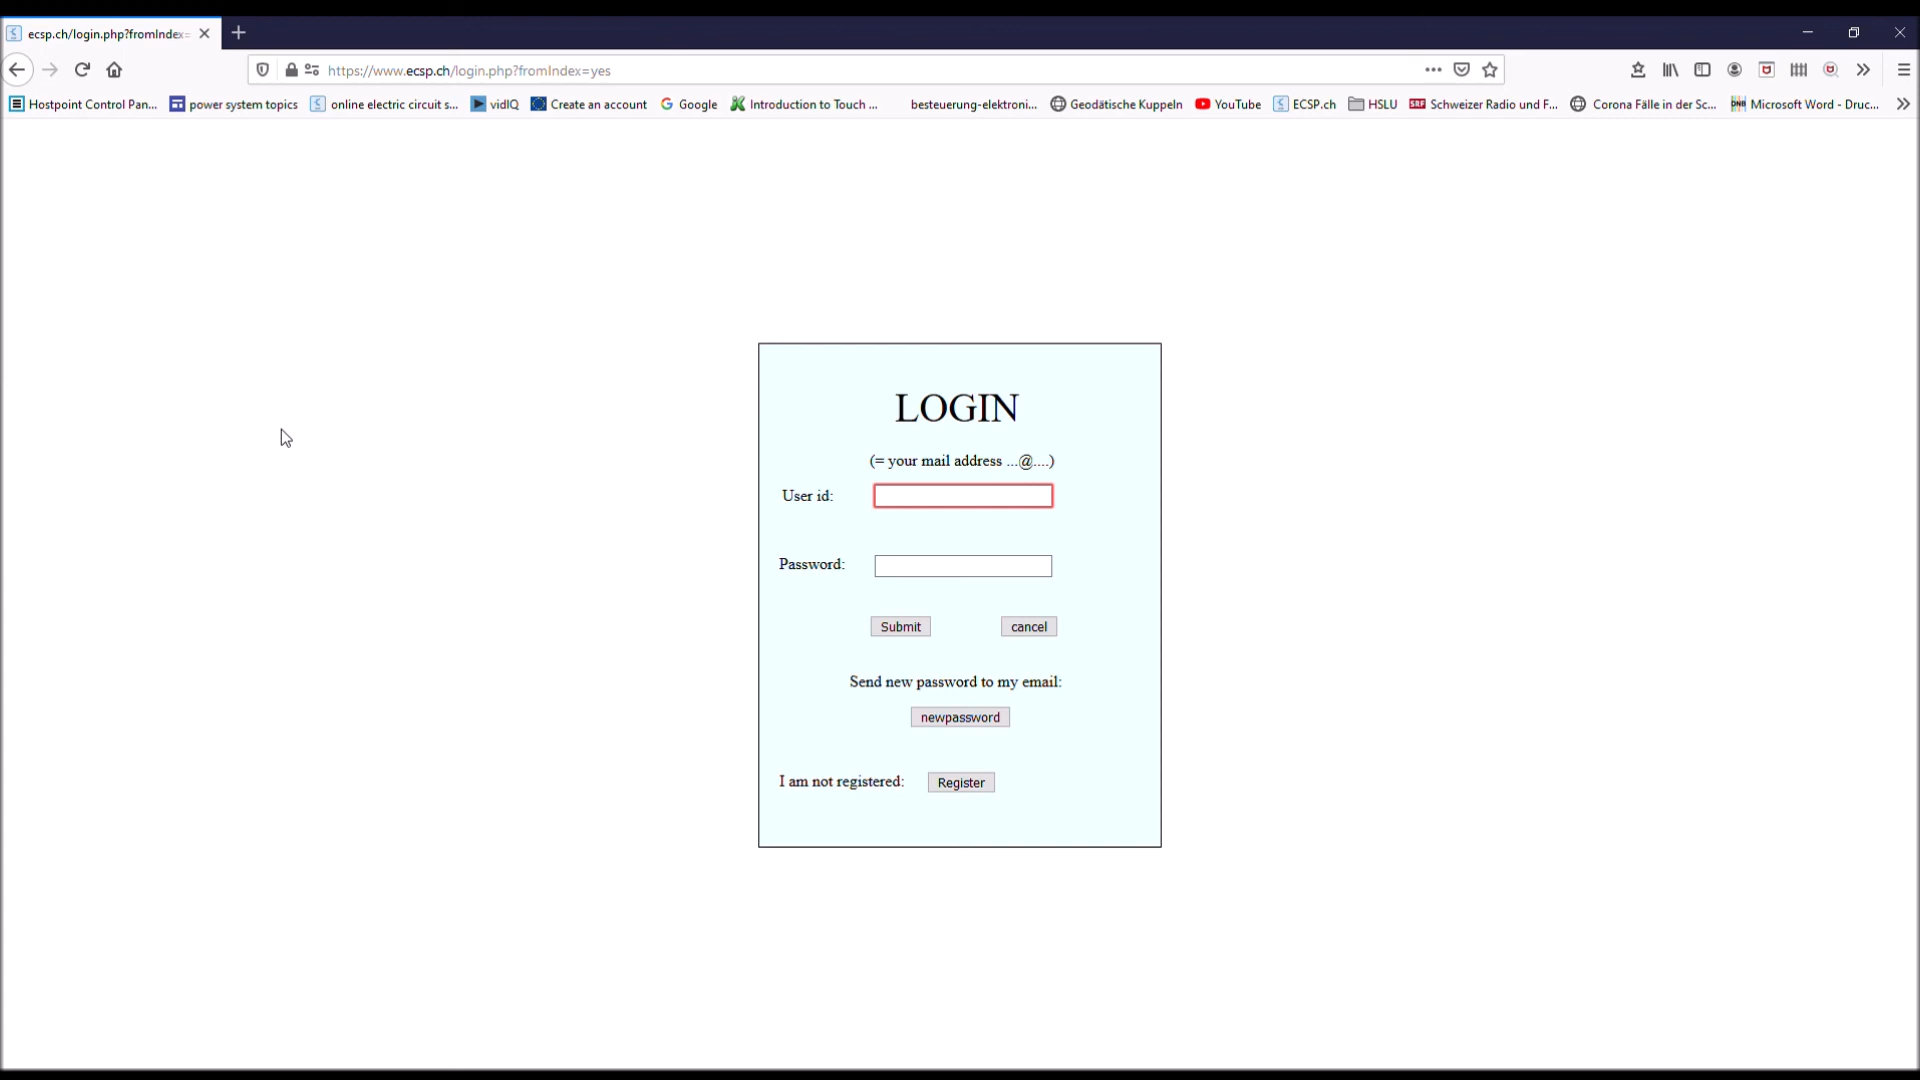 ecsp.ch/login.php?fromIndex=
https://www.ecsp.ch/login.php?fromIndex=yes
Hostpoint Control Pan... power system topics online electric circuit s... vidIQ Create an account Google Introduction to Touch ... besteuerung-elektroni... Geodätische Kuppeln YouTube ECSP.ch HSLU SRF Schweizer Radio und F... Corona Fälle in der Sc... DNB Microsoft Word - Druc...
LOGIN
(= your mail address ...@....)
User id:
Password:
Submit cancel
Send new password to my email:
newpassword
I am not registered: Register